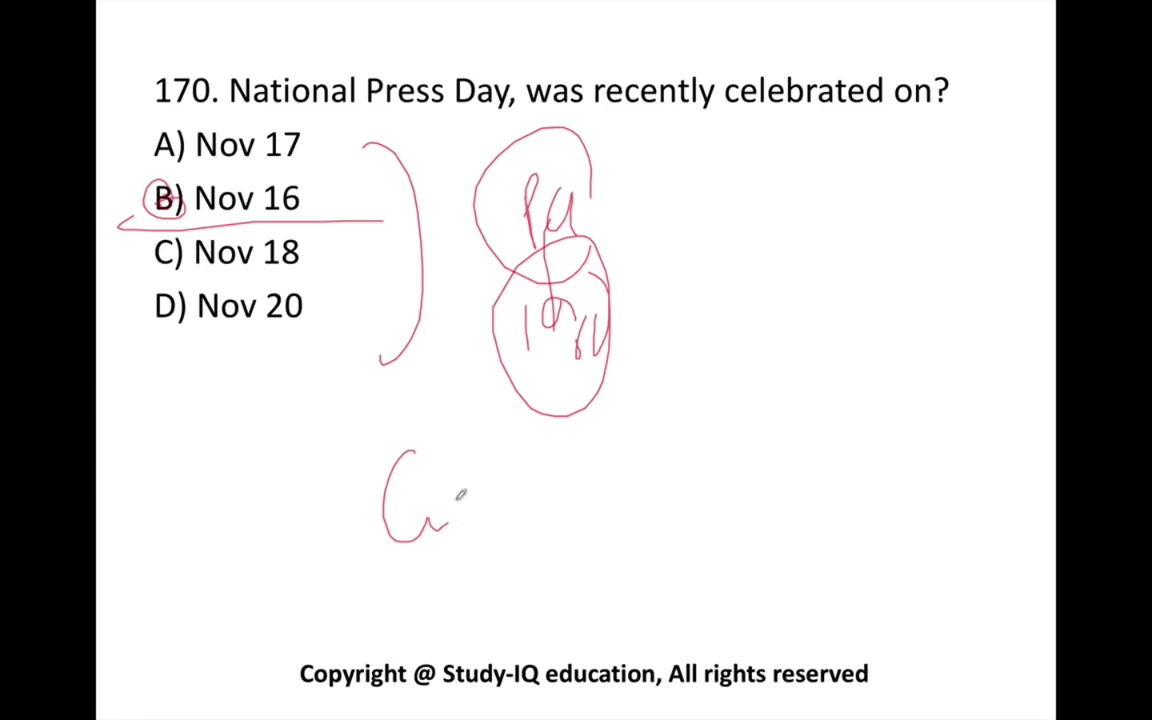 170. National Press Day, was recently celebrated on?
A) Nov 17
B) Nov 16
C) Nov 18
D) Nov 20
Copyright @ Study-IQ education, All rights reserved